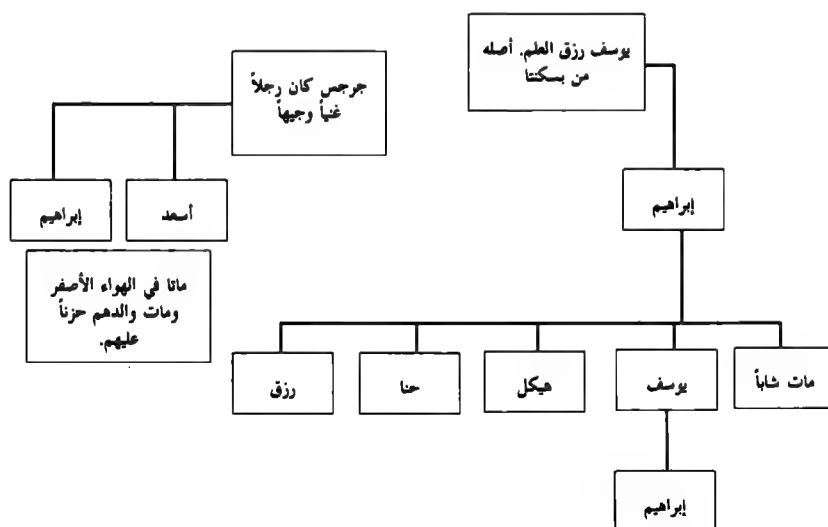 يوسف رزق العلم. أصله
من بسكنتا
جرجس كان رجلاً
غنياً وجيهاً
إبراهيم
أسعد
إبراهيم
ماتا في الهواء الأصفر
ومات والدهم حزناً
عليهم.
مات شاباً
يوسف
هيكل
حنا
رزق
إبراهيم